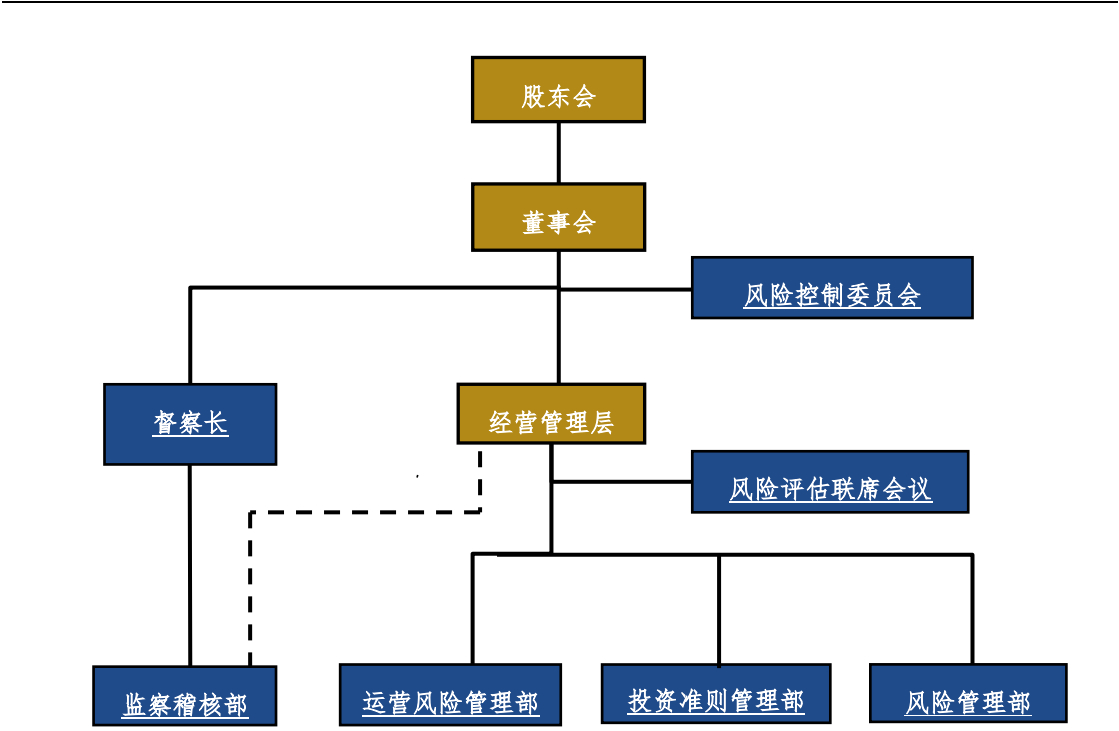 股东会
董事会
风险控制委员会
督察长
经营管理层
风险评估联席会议
监察稽核部
运营风险管理部
投资准则管理部
风险管理部